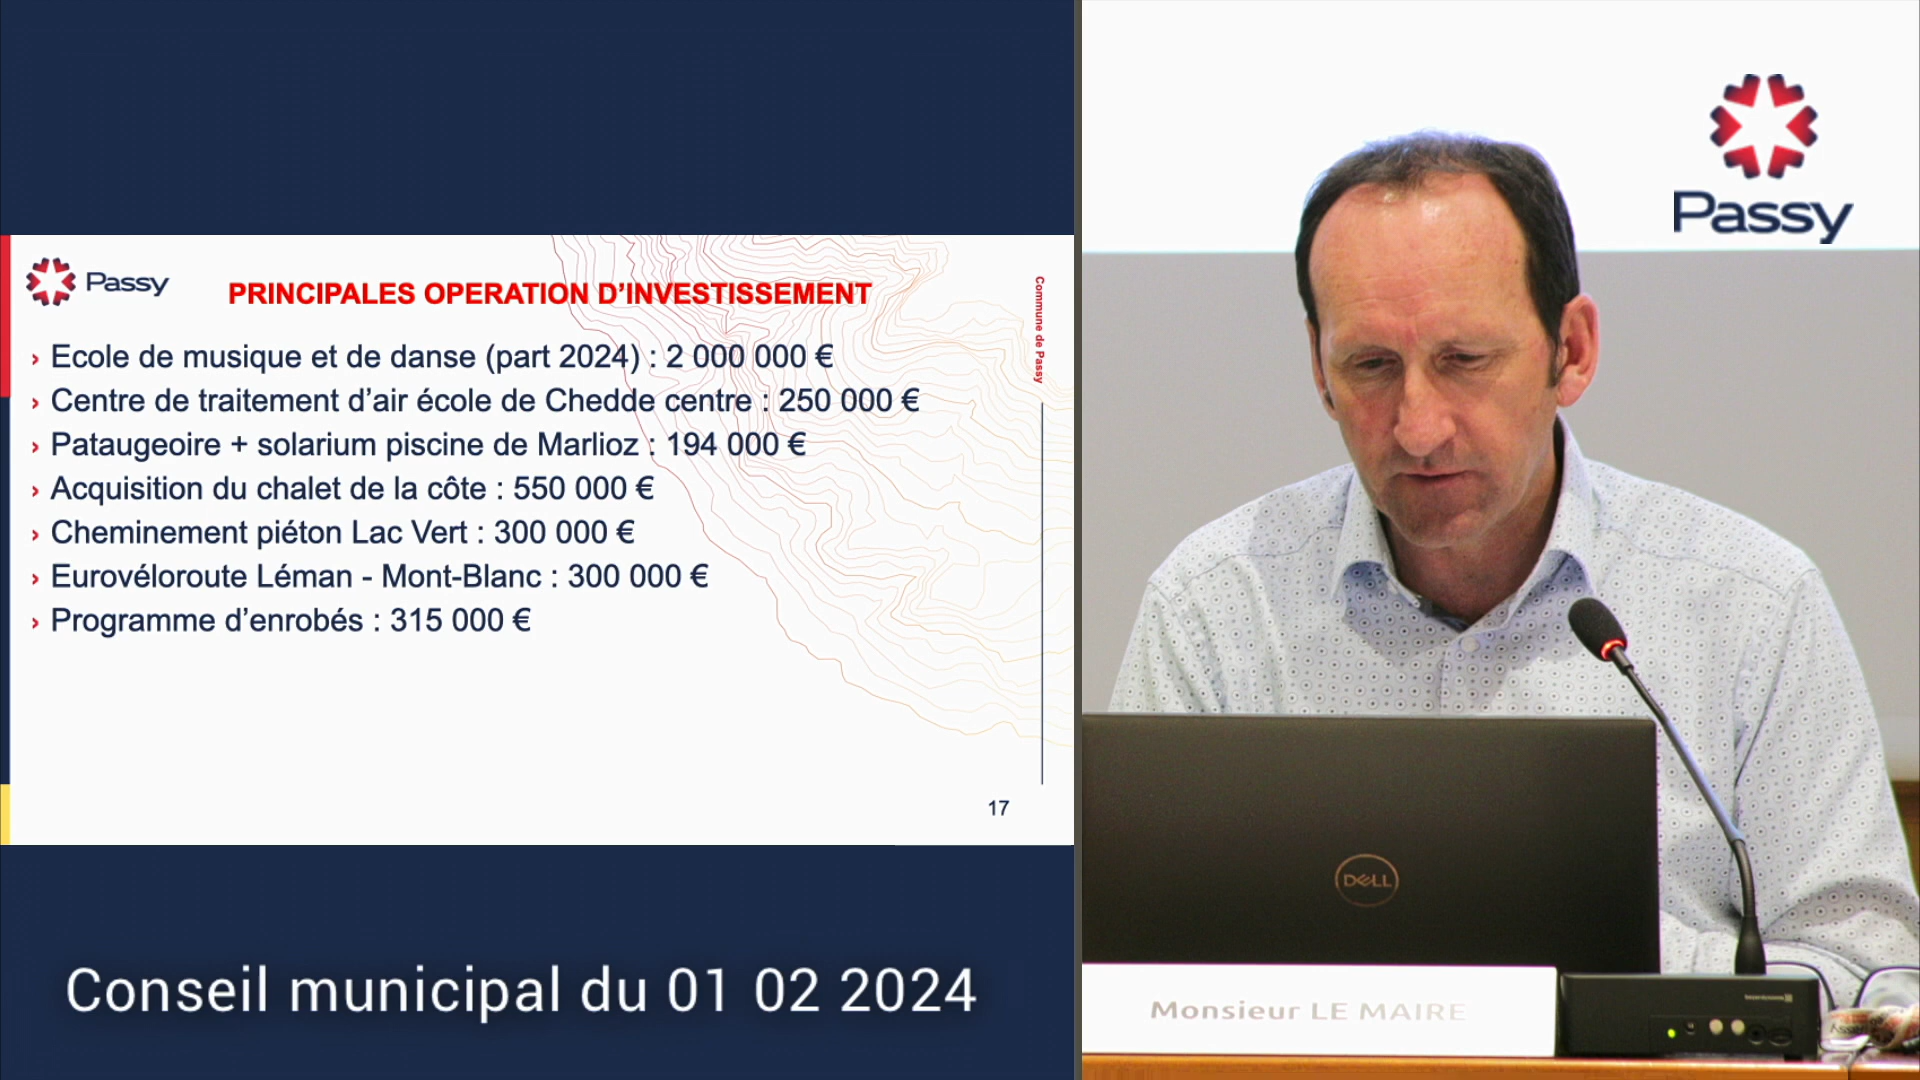 Passy
PRINCIPALES OPERATION D'INVESTISSEMENT
Commune de Passy
› Ecole de musique et de danse (part 2024) : 2 000 000 €
› Centre de traitement d'air école de Chedde centre : 250 000 €
› Pataugeoire + solarium piscine de Marlioz : 194 000 €
› Acquisition du chalet de la côte : 550 000 €
› Cheminement piéton Lac Vert : 300 000 €
› Eurovéloroute Léman - Mont-Blanc : 300 000 €
› Programme d'enrobés : 315 000 €
17
Conseil municipal du 01 02 2024
Passy
DELL
Monsieur LE MAIRE